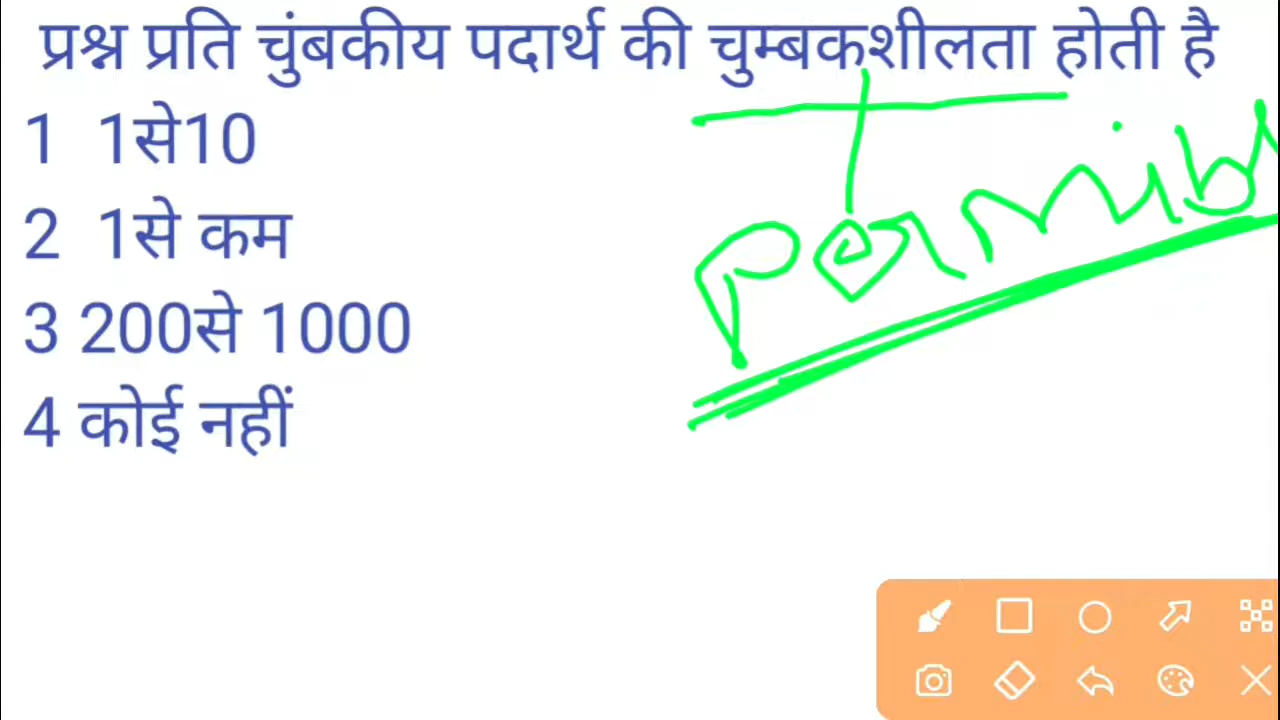 प्रश्न प्रति चुंबकीय पदार्थ की चुम्बकशीलता होती है
1 1से10
2 1से कम
3 200से 1000
4 कोई नहीं